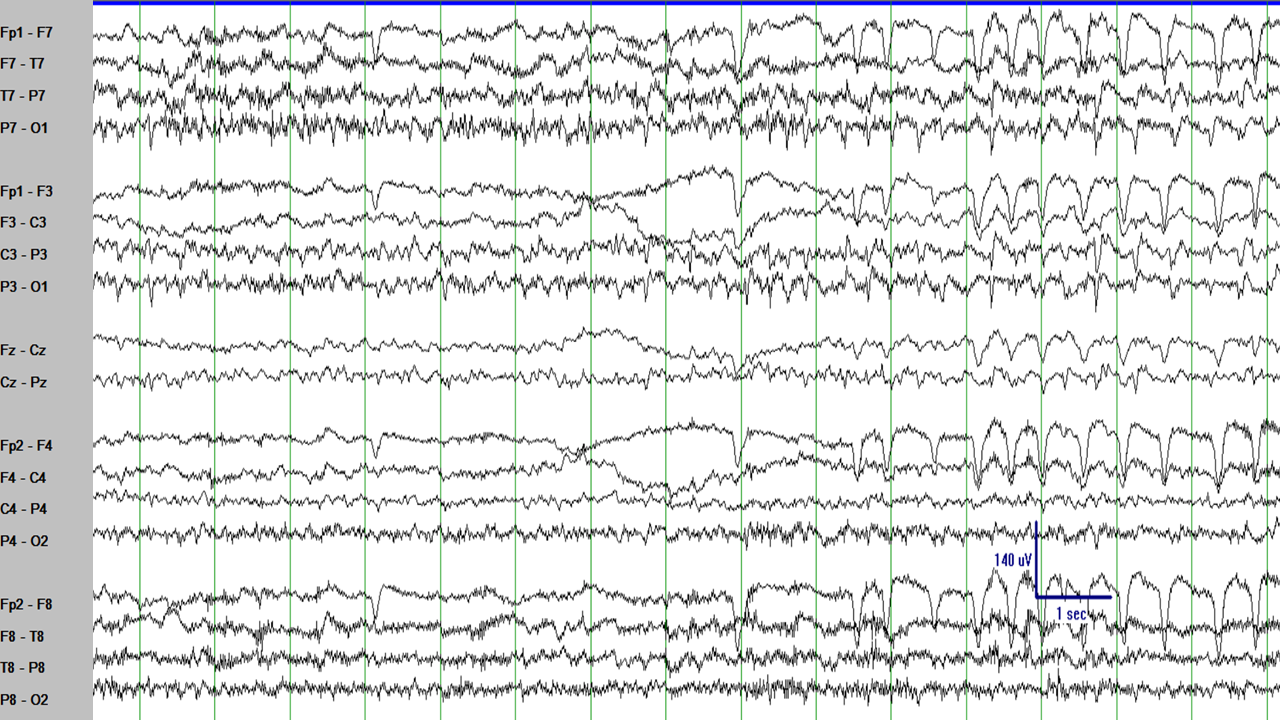 Fp1 - F7
F7 - T7
T7 - P7
P7 - O1
Fp1 - F3
F3 - C3
C3 - P3
P3 - O1
Fz - Cz
Cz - Pz
Fp2 - F4
F4 - C4
C4 - P4
P4 - O2
140 uV
Fp2 - F8
1 sec
F8 - T8
T8 - P8
P8 - O2